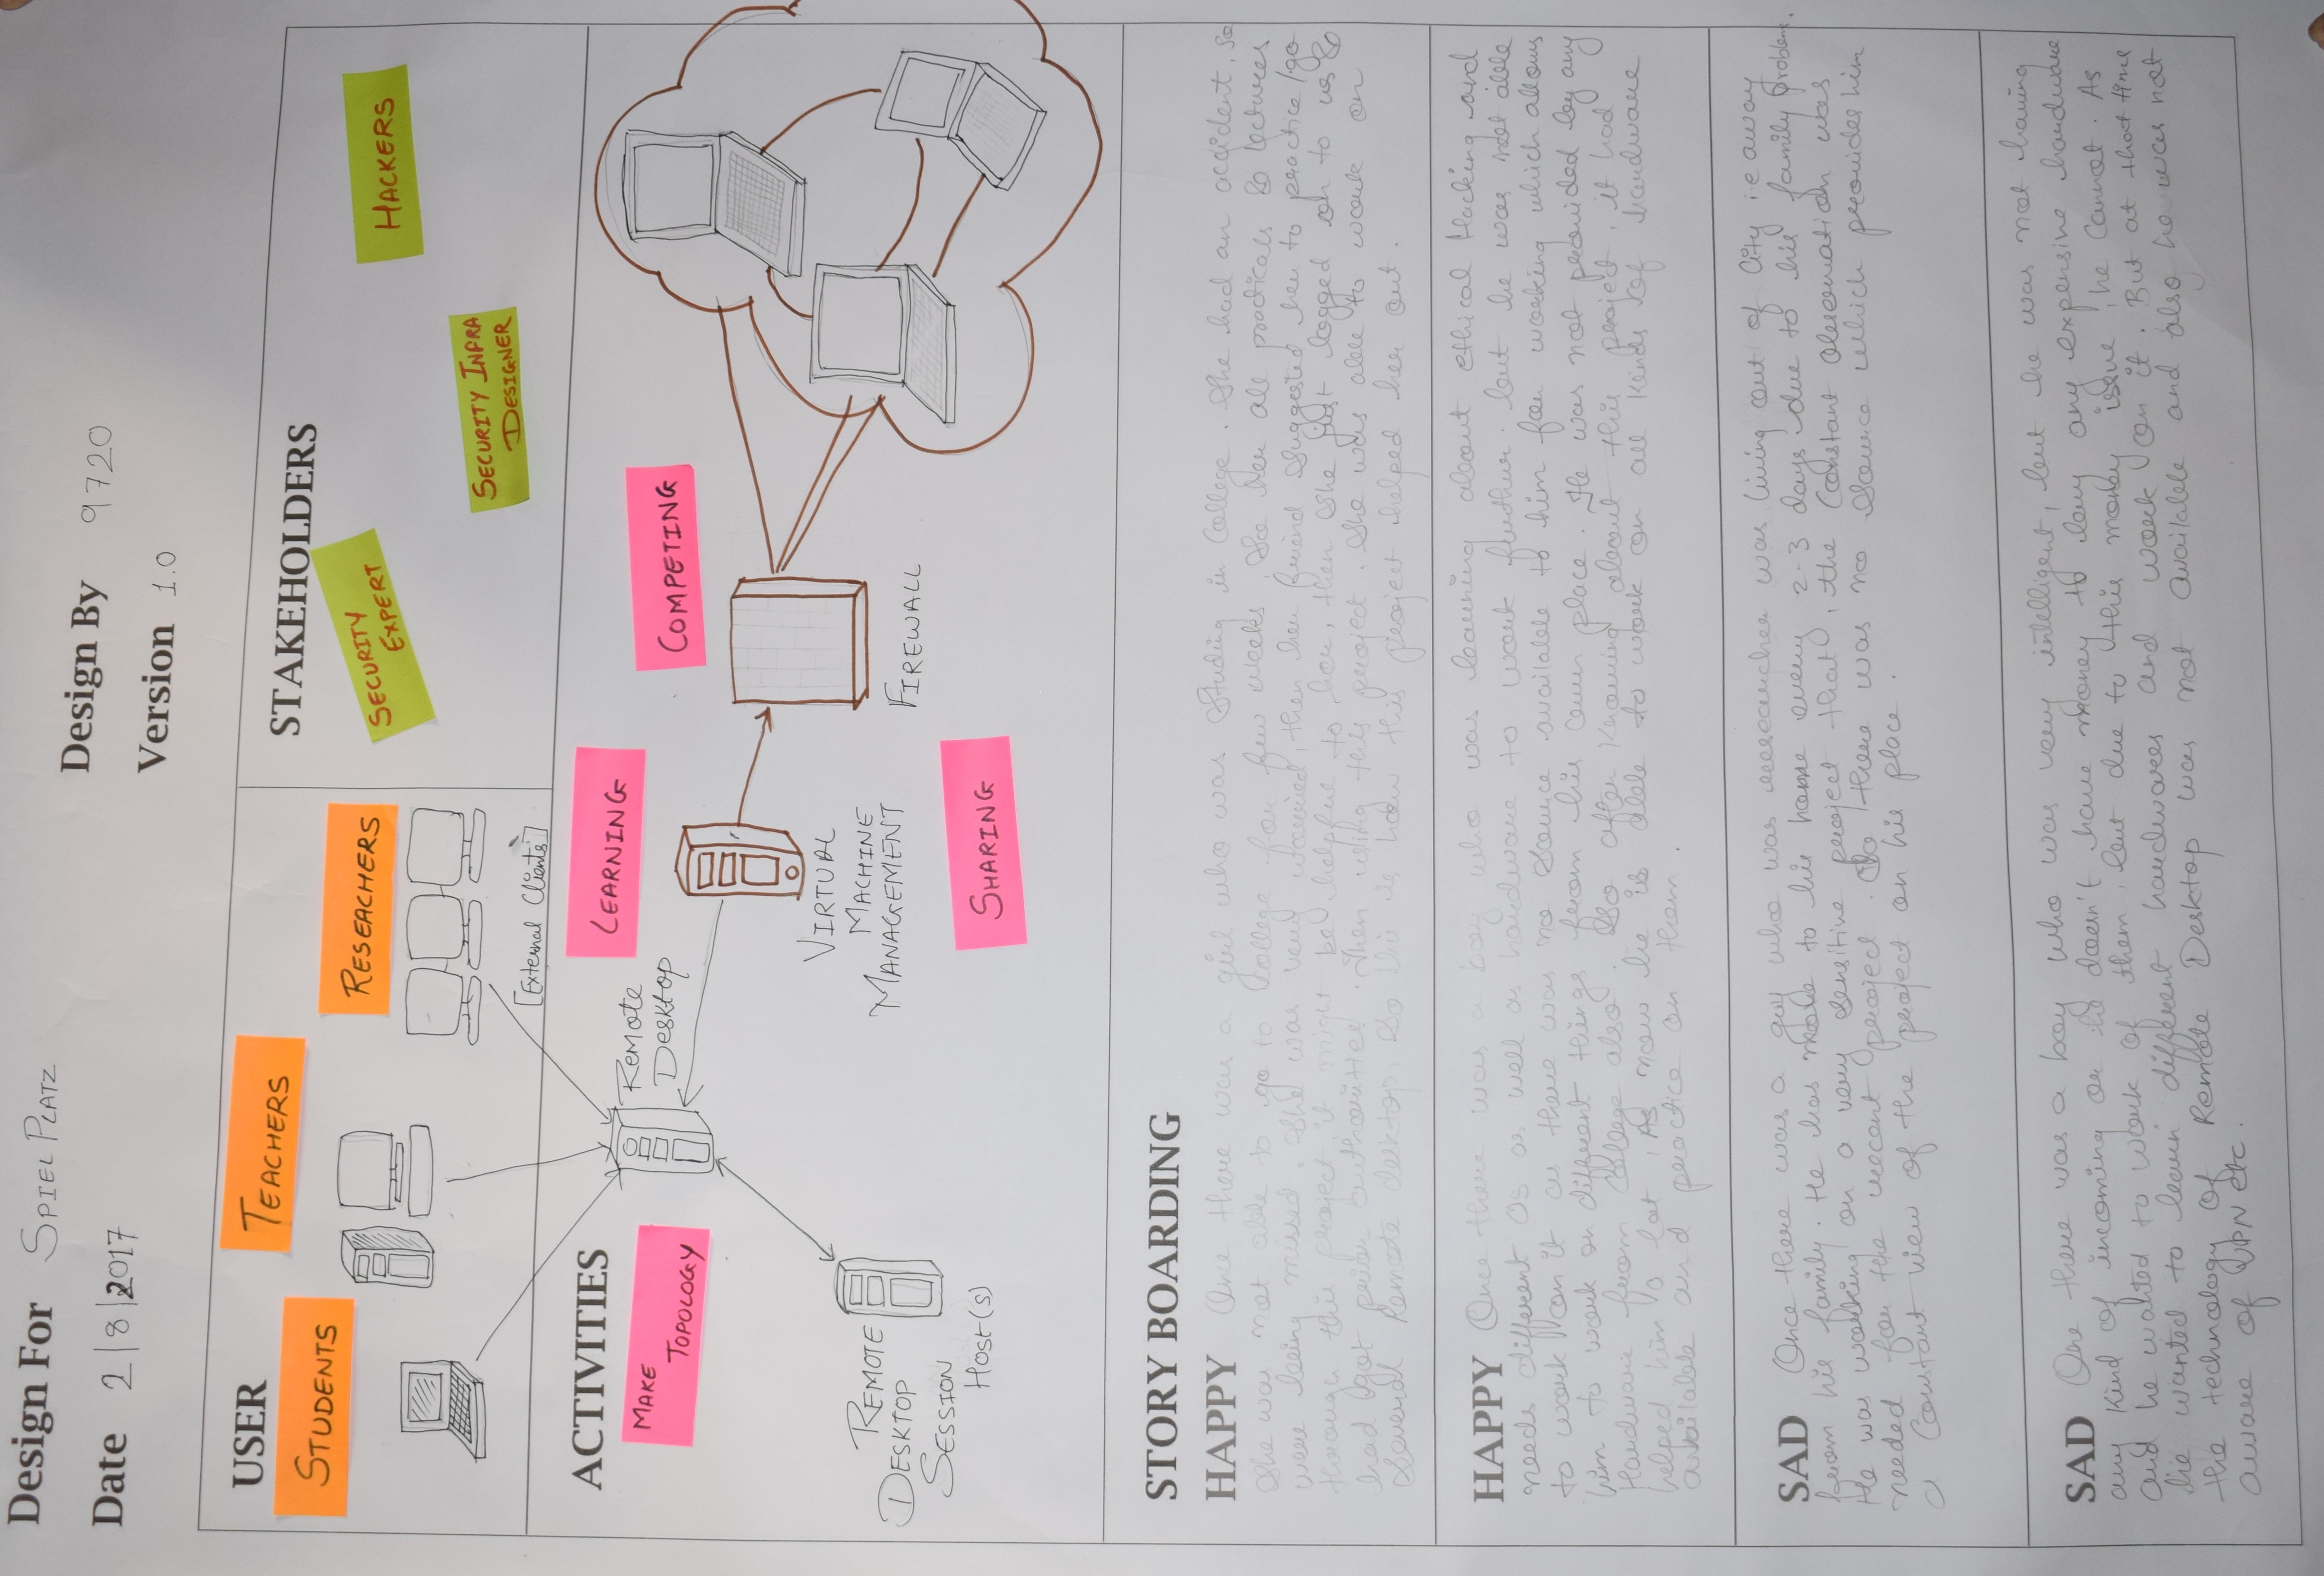 Design For SPIEL PLATZ
Design By 9720
Date 2|8|2017
Version 1.0
USER
STUDENTS
TEACHERS
RESEACHERS
[External Clients]
STAKEHOLDERS
SECURITY
EXPERT
SECURITY INFRA
DESIGNER
HACKERS
ACTIVITIES
MAKE
TOPOLOGY
LEARNING
COMPETING
SHARING
Remote
Desktop
REMOTE
DESKTOP
SESSION
Host(s)
VIRTUAL
MACHINE
MANAGEMENT
FIREWALL
STORY BOARDING
HAPPY Once there was a girl who was Studing in College. She had an accident, so
She was not able to go to College for few weeks. So her all practicals & lectures
were being missed. She was very worried, then her friend Suggested her to practice / go
through this project it might be helpful to her, then she just logged on to us &
had got prior authorities. Then using this project. She was able to work on
several Remote desktop. So this is how this project helped her out.
HAPPY Once there was a boy who was learning about ethical Hacking and
needs different Os as well as hardware to work further. but he was not able
to work on it as there was no Source available to him for working which allows
him to work on different things from his own place. He was not provided by any
Hardware from College also. So after Knowing about this project, it had
helped him a lot, As now he is able to work on all kinds of hardware
available and practice on them.
SAD Once there was a guy who was researcher was living out of City i.e away
from his family. He has made to his home every 2-3 days due to his family problem.
He was working on a very Sensitive project that, the Constant observation was
needed for the recent project. So there was no Source which provides him
a Constant view of the project on his place.
SAD One there was a boy who was very intelligent, but he was not having
any Kind of incoming or he doesn't have money to buy any expensive hardware
and he wanted to work of them, but due to this money issue, he cannot. As
he wanted to learn different hardwares and work on it. But at that time
the technology of Remote Desktop was not available and also he was not
aware of VPN etc.